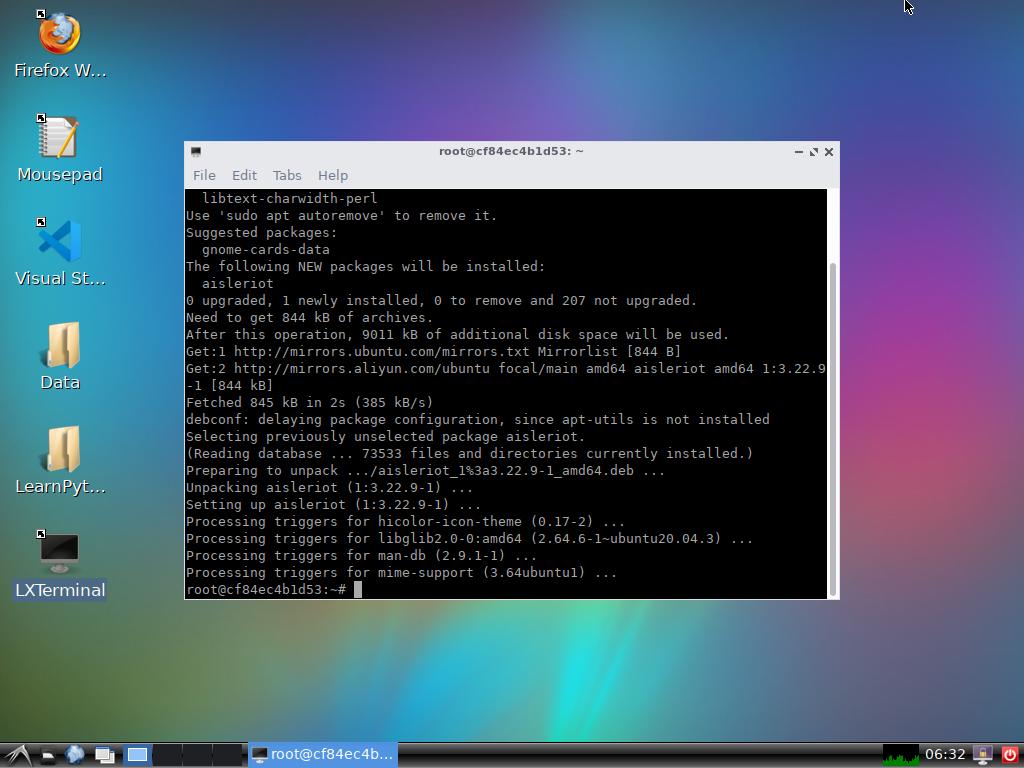 Firefox W...
Mousepad
Visual St...
Data
LearnPyt...
LXTerminal
root@cf84ec4b1d53: ~
File Edit Tabs Help
libtext-charwidth-perl
Use 'sudo apt autoremove' to remove it.
Suggested packages:
gnome-cards-data
The following NEW packages will be installed:
aisleriot
0 upgraded, 1 newly installed, 0 to remove and 207 not upgraded.
Need to get 844 kB of archives.
After this operation, 9011 kB of additional disk space will be used.
Get:1 http://mirrors.ubuntu.com/mirrors.txt Mirrorlist [844 B]
Get:2 http://mirrors.aliyun.com/ubuntu focal/main amd64 aisleriot amd64 1:3.22.9
-1 [844 kB]
Fetched 845 kB in 2s (385 kB/s)
debconf: delaying package configuration, since apt-utils is not installed
Selecting previously unselected package aisleriot.
(Reading database ... 73533 files and directories currently installed.)
Preparing to unpack .../aisleriot_1%3a3.22.9-1_amd64.deb ...
Unpacking aisleriot (1:3.22.9-1) ...
Setting up aisleriot (1:3.22.9-1) ...
Processing triggers for hicolor-icon-theme (0.17-2) ...
Processing triggers for libglib2.0-0:amd64 (2.64.6-1~ubuntu20.04.3) ...
Processing triggers for man-db (2.9.1-1) ...
Processing triggers for mime-support (3.64ubuntu1) ...
root@cf84ec4b1d53:~#
root@cf84ec4b...
06:32